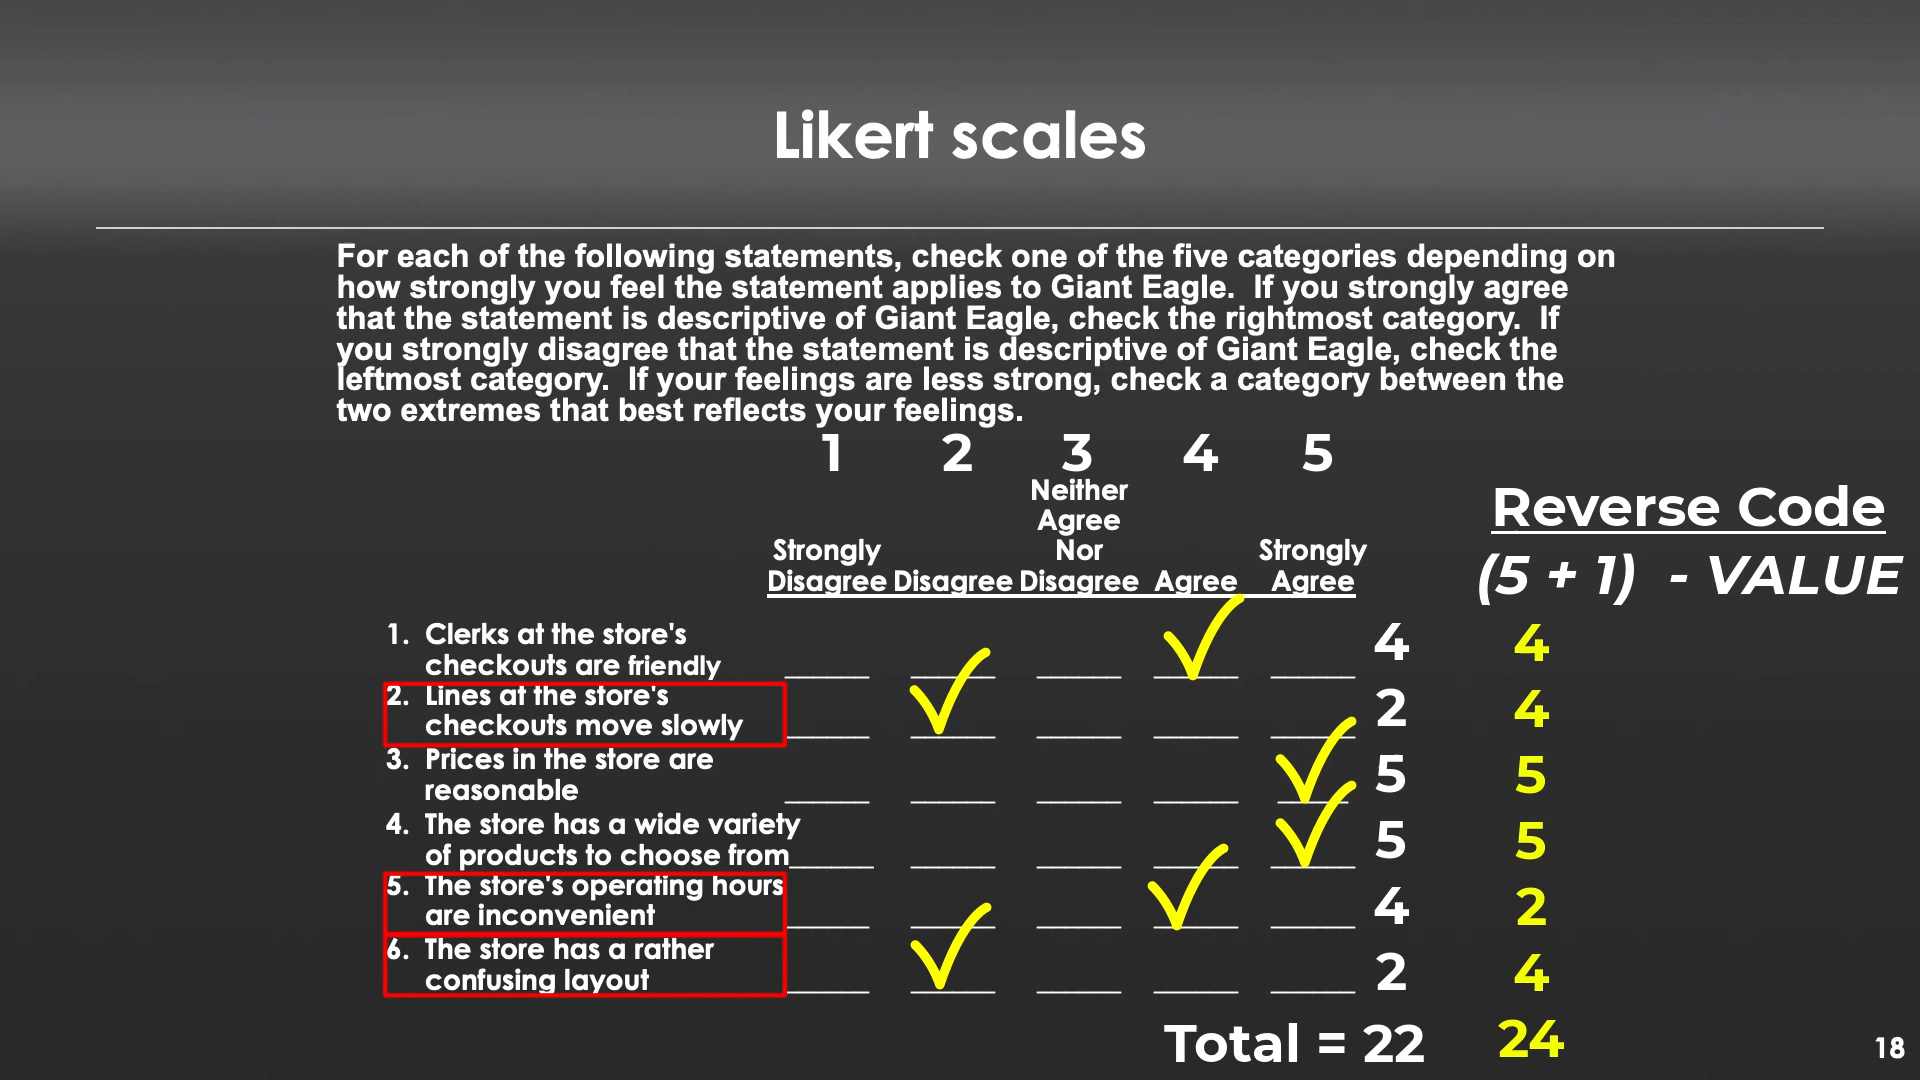 Likert scales
For each of the following statements, check one of the five categories depending on
how strongly you feel the statement applies to Giant Eagle.  If you strongly agree
that the statement is descriptive of Giant Eagle, check the rightmost category.  If
you strongly disagree that the statement is descriptive of Giant Eagle, check the
leftmost category.  If your feelings are less strong, check a category between the
two extremes that best reflects your feelings.
1 2 3 4 5
Neither
Agree
Strongly Nor Strongly
Disagree Disagree Disagree Agree Agree
Reverse Code
(5 + 1) - VALUE
1. Clerks at the store's
checkouts are friendly 4 4
2. Lines at the store's
checkouts move slowly 2 4
3. Prices in the store are
reasonable 5 5
4. The store has a wide variety
of products to choose from 5 5
5. The store's operating hours
are inconvenient 4 2
6. The store has a rather
confusing layout 2 4
Total = 22 24
18